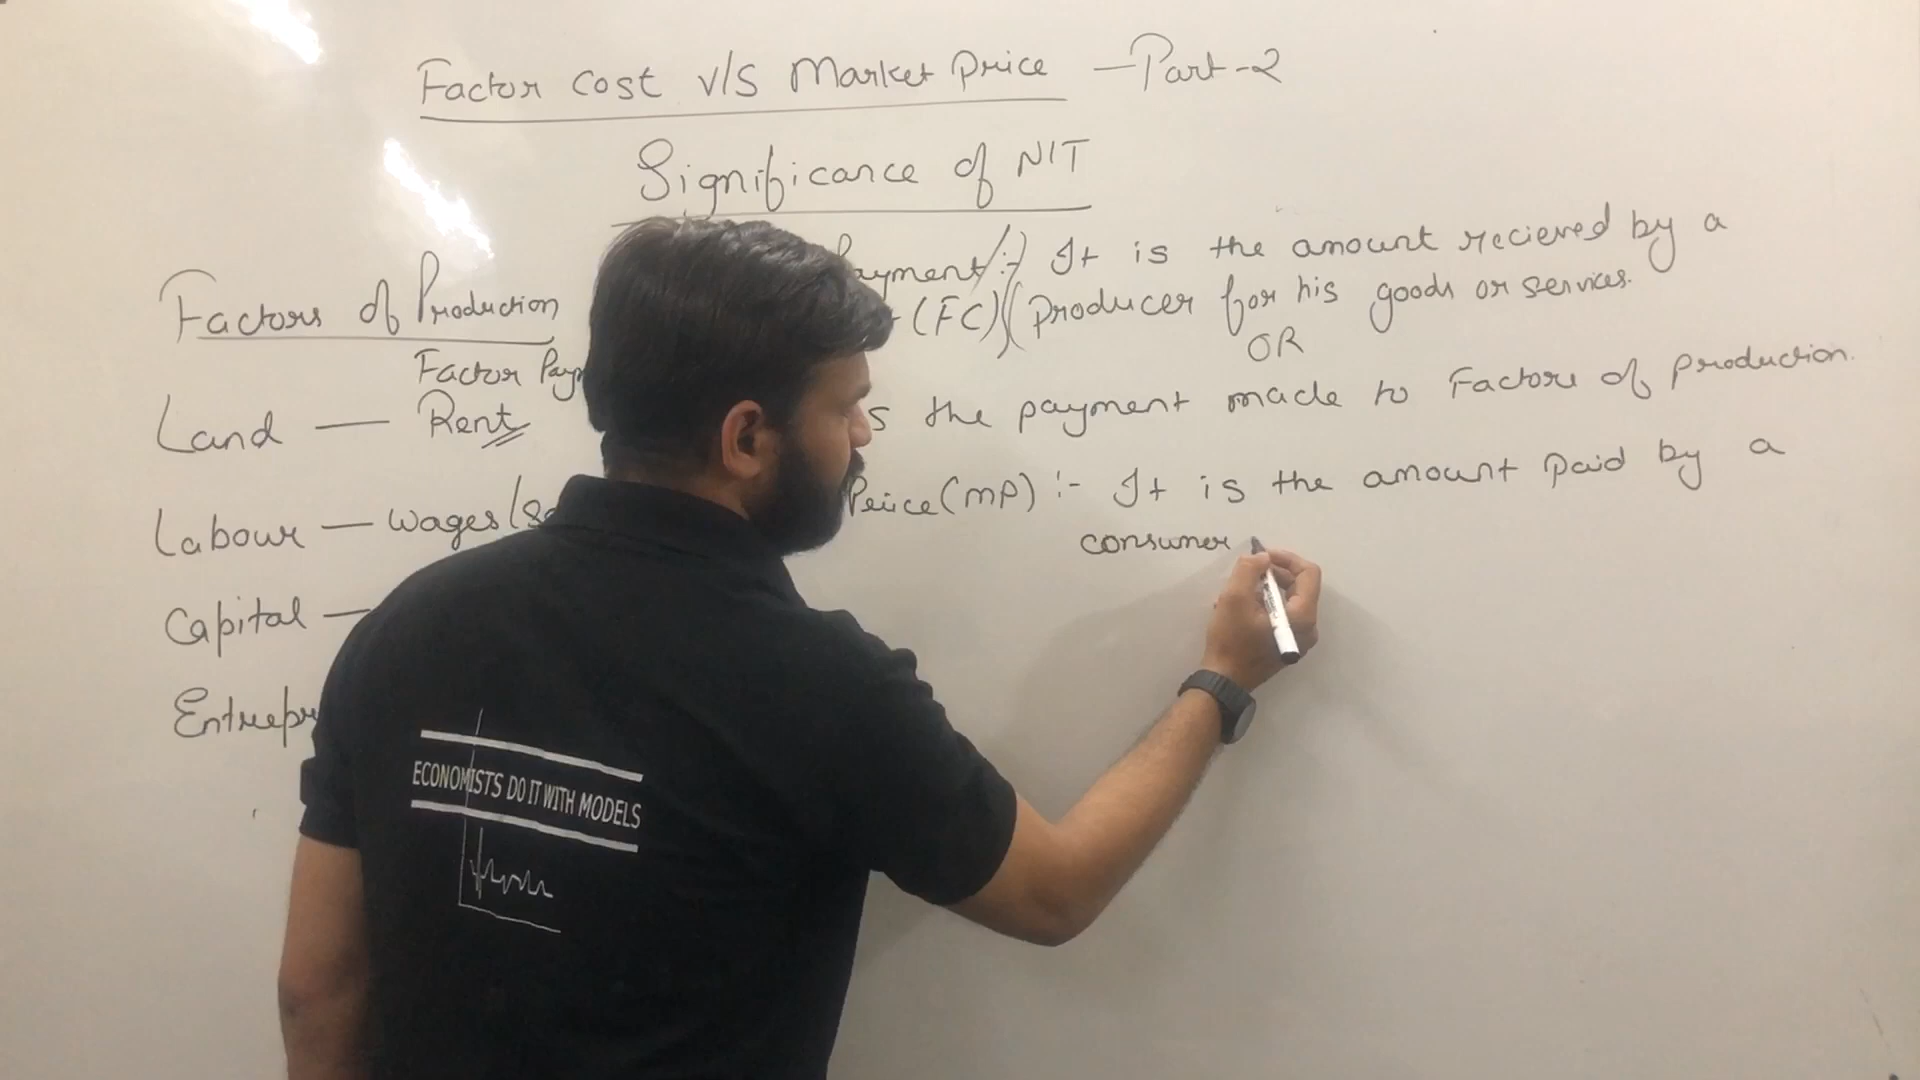 Factor Cost v/s Market Price - Part-2
Significance of NIT
Factors of Production
Payment :- It is the amount recieved by a
(FC) Producer for his goods or services.
OR
Factor
Land — Rent
the payment made to Factors of production.
Price (MP) :- It is the amount paid by a
consumer
Labour — Wages/
Capital —
ECONOMISTS DO IT WITH MODELS